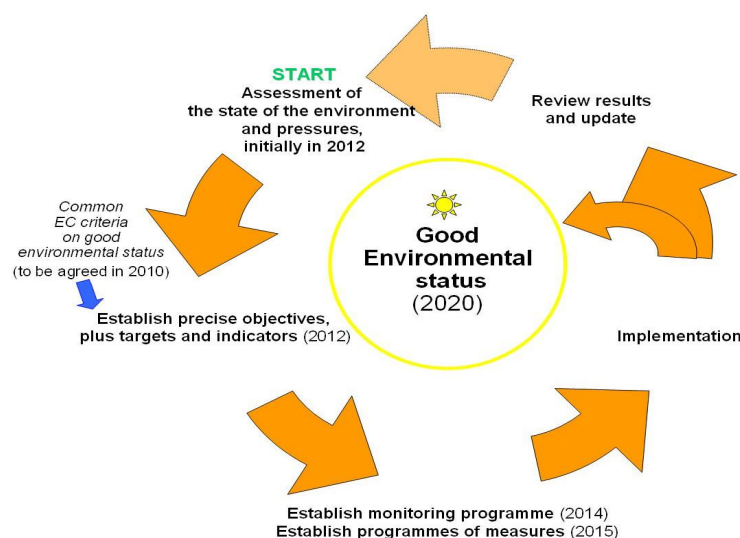 START
Assessment of
the state of the environment
and pressures,
initially in 2012
Review results
and update
Common
EC criteria
on good
environmental status
(to be agreed in 2010)
Good
Environmental
status
(2020)
Establish precise objectives,
plus targets and indicators (2012)
Implementation
Establish monitoring programme (2014)
Establish programmes of measures (2015)